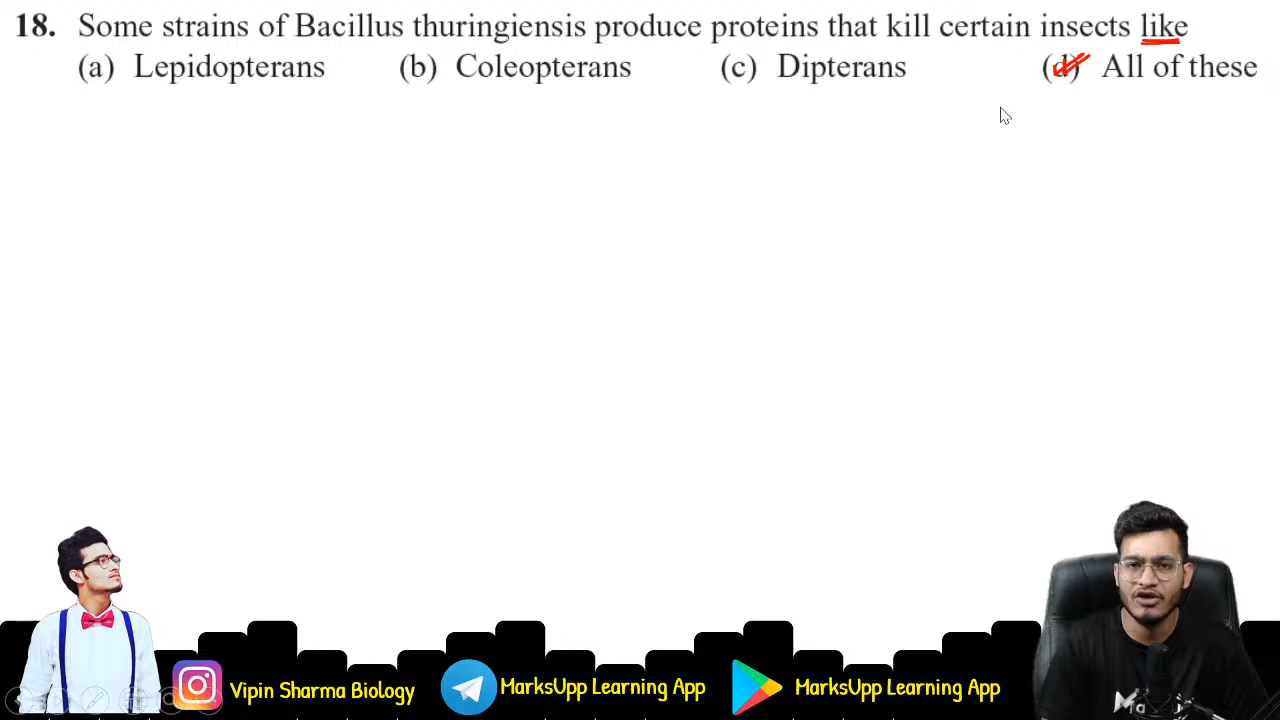 18. Some strains of Bacillus thuringiensis produce proteins that kill certain insects like
(a) Lepidopterans (b) Coleopterans (c) Dipterans (d) All of these
Vipin Sharma Biology
MarksUpp Learning App
MarksUpp Learning App